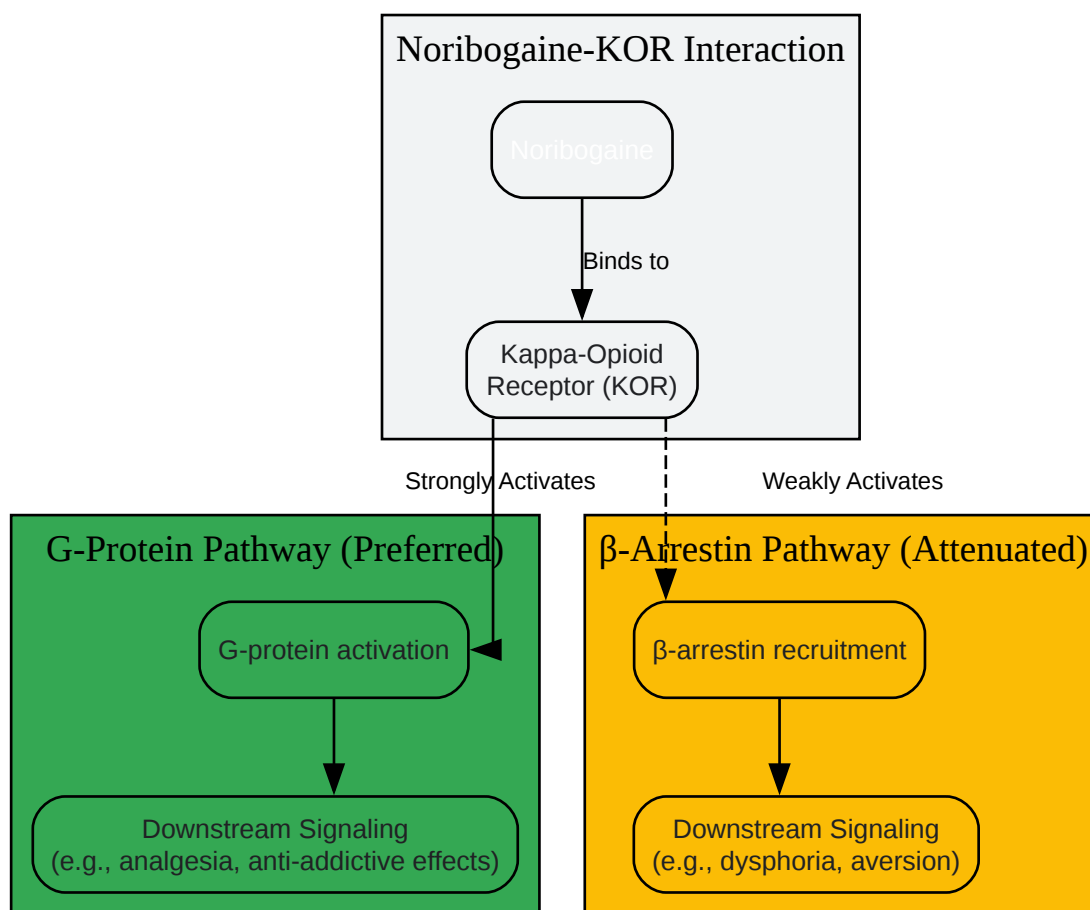 Noribogaine-KOR Interaction
Noribogaine
Binds to
Kappa-Opioid
Receptor (KOR)
Strongly Activates
Weakly Activates
G-Protein Pathway (Preferred)
β-Arrestin Pathway (Attenuated)
G-protein activation
β-arrestin recruitment
Downstream Signaling
(e.g., analgesia, anti-addictive effects)
Downstream Signaling
(e.g., dysphoria, aversion)